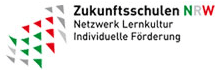 Zukunftsschulen NRW
Netzwerk Lernkultur
Individuelle Förderung